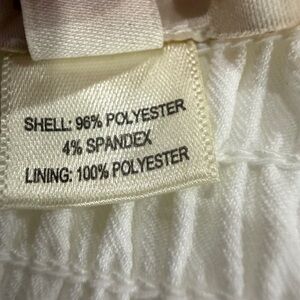 SHELL: 96% POLYESTER
4% SPANDEX
LINING: 100% POLYESTER